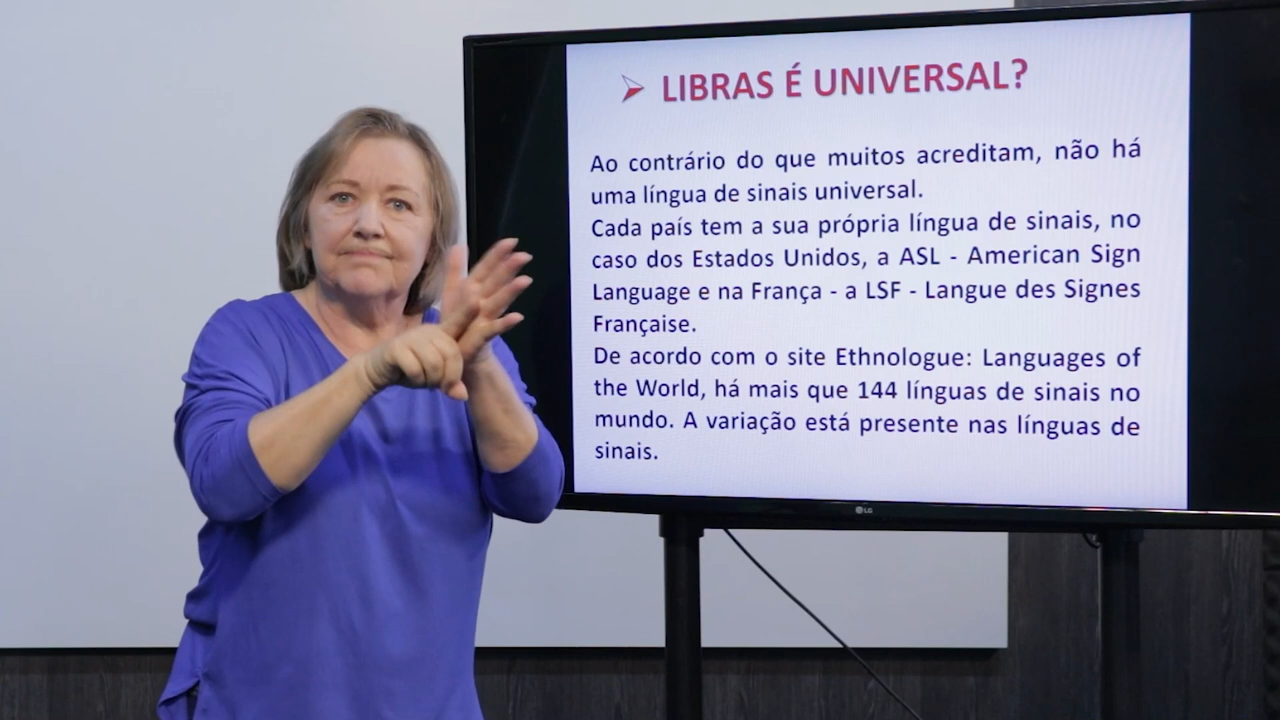 LIBRAS É UNIVERSAL?
Ao contrário do que muitos acreditam, não há
uma língua de sinais universal.
Cada país tem a sua própria língua de sinais, no
caso dos Estados Unidos, a ASL - American Sign
Language e na França - a LSF - Langue des Signes
Française.
De acordo com o site Ethnologue: Languages of
the World, há mais que 144 línguas de sinais no
mundo. A variação está presente nas línguas de
sinais.
LG